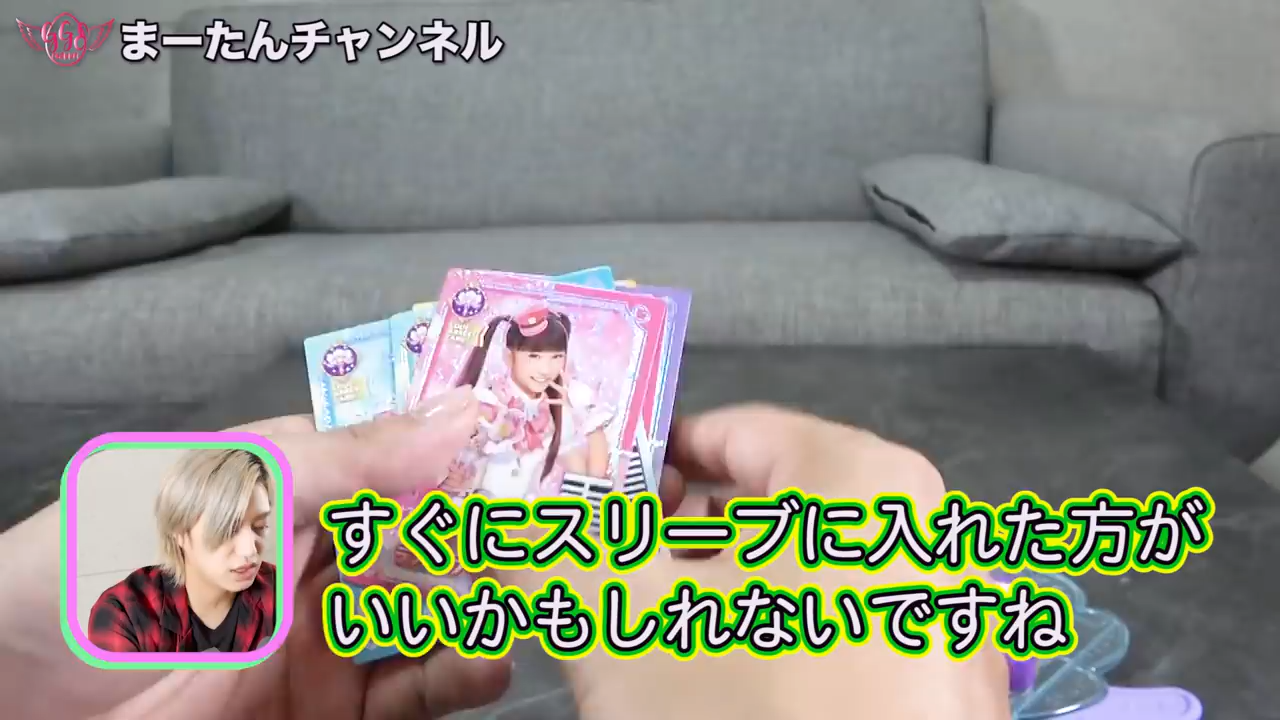 まーたんチャンネル
すぐにスリーブに入れた方が
いいかもしれないですね